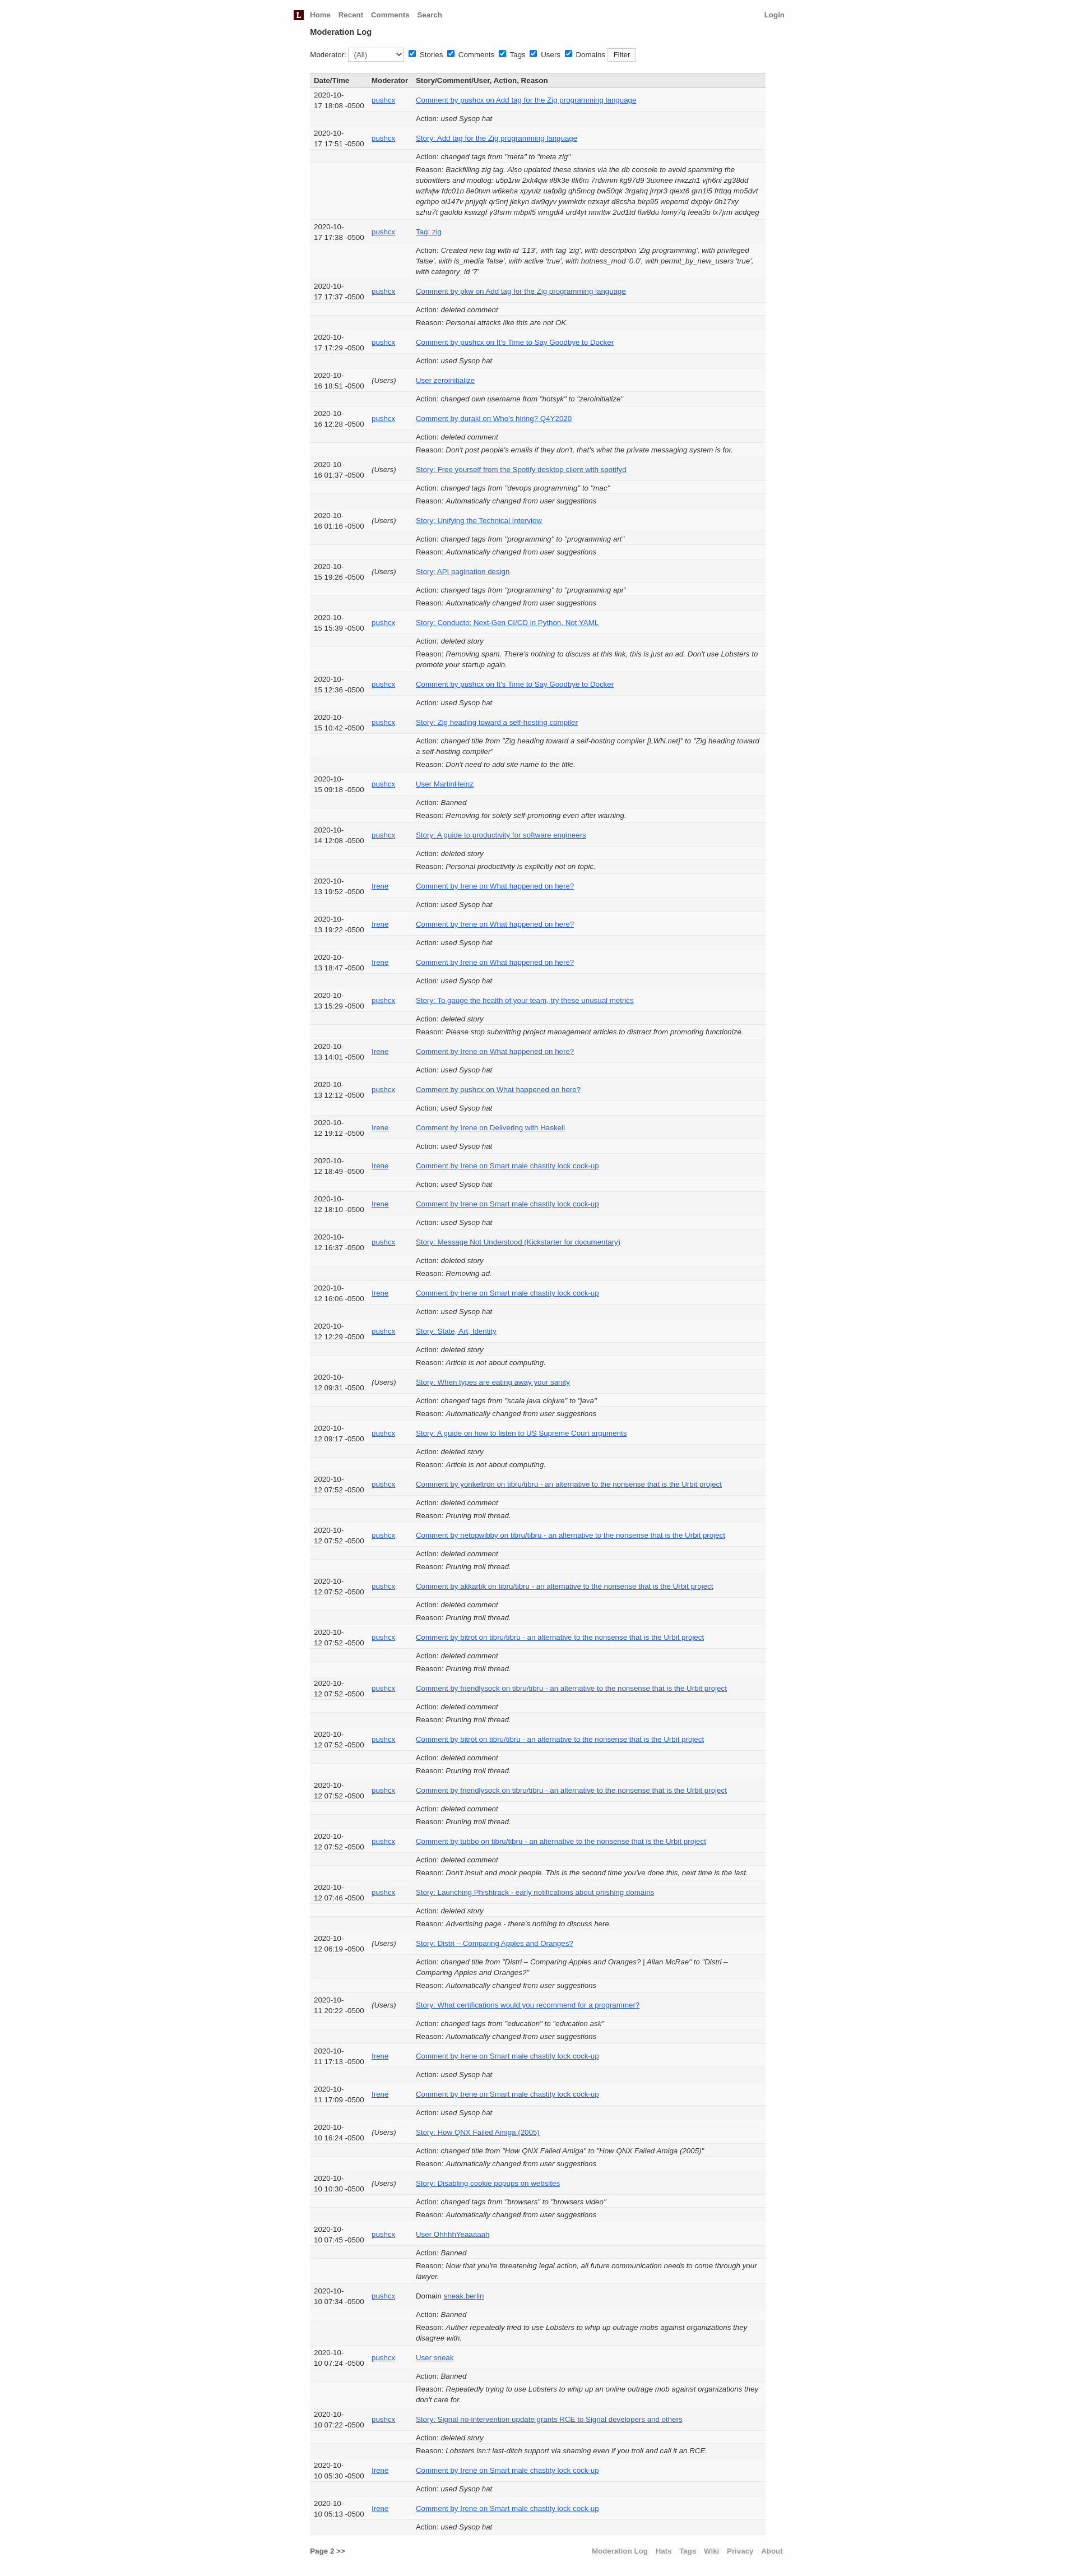 L Home Recent Comments Search Login
Moderation Log
Moderator: (All) Stories Comments Tags Users Domains Filter
Date/Time Moderator Story/Comment/User, Action, Reason
2020-10-
17 18:08 -0500 pushcx Comment by pushcx on Add tag for the Zig programming language
Action: used Sysop hat
2020-10-
17 17:51 -0500 pushcx Story: Add tag for the Zig programming language
Action: changed tags from "meta" to "meta zig"
Reason: Backfilling zig tag. Also updated these stories via the db console to avoid spamming the
submitters and modlog: u5p1rw 2xk4qw if8k3e lfli6m 7rdwnm kg97d9 3uxmee rwzzh1 vjh6vi zg38dd
wzfwjw fdc01n 8e0twn w6keha xpyulz uafp8g qh5mcg bw50qk 3rgahq jrrpr3 qiext6 grn1l5 frttqq mo5dvt
egrhpo oi147v pnjyqk qr5nrj jlekyn dw9qyv ywmkdx nzxayt d8csha blrp95 wepemd dxpbjv 0h17xy
szhu7t gaoldu kswzgf y3fsrm mbpil5 wrngdl4 urd4yt nmrltw 2ud1td flw8du fomy7q feea3u lx7jrm acdqeg
2020-10-
17 17:38 -0500 pushcx Tag: zig
Action: Created new tag with id '113', with tag 'zig', with description 'Zig programming', with privileged
'false', with is_media 'false', with active 'true', with hotness_mod '0.0', with permit_by_new_users 'true',
with category_id '7'
2020-10-
17 17:37 -0500 pushcx Comment by pkw on Add tag for the Zig programming language
Action: deleted comment
Reason: Personal attacks like this are not OK.
2020-10-
17 17:29 -0500 pushcx Comment by pushcx on It's Time to Say Goodbye to Docker
Action: used Sysop hat
2020-10-
16 18:51 -0500 (Users) User zeroinitialize
Action: changed own username from "hotsyk" to "zeroinitialize"
2020-10-
16 12:28 -0500 pushcx Comment by duraki on Who's hiring? Q4Y2020
Action: deleted comment
Reason: Don't post people's emails if they don't, that's what the private messaging system is for.
2020-10-
16 01:37 -0500 (Users) Story: Free yourself from the Spotify desktop client with spotifyd
Action: changed tags from "devops programming" to "mac"
Reason: Automatically changed from user suggestions
2020-10-
16 01:16 -0500 (Users) Story: Unifying the Technical Interview
Action: changed tags from "programming" to "programming art"
Reason: Automatically changed from user suggestions
2020-10-
15 19:26 -0500 (Users) Story: API pagination design
Action: changed tags from "programming" to "programming api"
Reason: Automatically changed from user suggestions
2020-10-
15 15:39 -0500 pushcx Story: Conducto: Next-Gen CI/CD in Python, Not YAML
Action: deleted story
Reason: Removing spam. There's nothing to discuss at this link, this is just an ad. Don't use Lobsters to
promote your startup again.
2020-10-
15 12:36 -0500 pushcx Comment by pushcx on It's Time to Say Goodbye to Docker
Action: used Sysop hat
2020-10-
15 10:42 -0500 pushcx Story: Zig heading toward a self-hosting compiler
Action: changed title from "Zig heading toward a self-hosting compiler [LWN.net]" to "Zig heading toward
a self-hosting compiler"
Reason: Don't need to add site name to the title.
2020-10-
15 09:18 -0500 pushcx User MartinHeinz
Action: Banned
Reason: Removing for solely self-promoting even after warning.
2020-10-
14 12:08 -0500 pushcx Story: A guide to productivity for software engineers
Action: deleted story
Reason: Personal productivity is explicitly not on topic.
2020-10-
13 19:52 -0500 Irene Comment by Irene on What happened on here?
Action: used Sysop hat
2020-10-
13 19:22 -0500 Irene Comment by Irene on What happened on here?
Action: used Sysop hat
2020-10-
13 18:47 -0500 Irene Comment by Irene on What happened on here?
Action: used Sysop hat
2020-10-
13 15:29 -0500 pushcx Story: To gauge the health of your team, try these unusual metrics
Action: deleted story
Reason: Please stop submitting project management articles to distract from promoting functionize.
2020-10-
13 14:01 -0500 Irene Comment by Irene on What happened on here?
Action: used Sysop hat
2020-10-
13 12:12 -0500 pushcx Comment by pushcx on What happened on here?
Action: used Sysop hat
2020-10-
12 19:12 -0500 Irene Comment by Irene on Delivering with Haskell
Action: used Sysop hat
2020-10-
12 18:49 -0500 Irene Comment by Irene on Smart male chastity lock cock-up
Action: used Sysop hat
2020-10-
12 18:10 -0500 Irene Comment by Irene on Smart male chastity lock cock-up
Action: used Sysop hat
2020-10-
12 16:37 -0500 pushcx Story: Message Not Understood (Kickstarter for documentary)
Action: deleted story
Reason: Removing ad.
2020-10-
12 16:06 -0500 Irene Comment by Irene on Smart male chastity lock cock-up
Action: used Sysop hat
2020-10-
12 12:29 -0500 pushcx Story: State, Art, Identity
Action: deleted story
Reason: Article is not about computing.
2020-10-
12 09:31 -0500 (Users) Story: When types are eating away your sanity
Action: changed tags from "scala java clojure" to "java"
Reason: Automatically changed from user suggestions
2020-10-
12 09:17 -0500 pushcx Story: A guide on how to listen to US Supreme Court arguments
Action: deleted story
Reason: Article is not about computing.
2020-10-
12 07:52 -0500 pushcx Comment by yonkeltron on tibru/tibru - an alternative to the nonsense that is the Urbit project
Action: deleted comment
Reason: Pruning troll thread.
2020-10-
12 07:52 -0500 pushcx Comment by netopwibby on tibru/tibru - an alternative to the nonsense that is the Urbit project
Action: deleted comment
Reason: Pruning troll thread.
2020-10-
12 07:52 -0500 pushcx Comment by akkartik on tibru/tibru - an alternative to the nonsense that is the Urbit project
Action: deleted comment
Reason: Pruning troll thread.
2020-10-
12 07:52 -0500 pushcx Comment by bitrot on tibru/tibru - an alternative to the nonsense that is the Urbit project
Action: deleted comment
Reason: Pruning troll thread.
2020-10-
12 07:52 -0500 pushcx Comment by friendlysock on tibru/tibru - an alternative to the nonsense that is the Urbit project
Action: deleted comment
Reason: Pruning troll thread.
2020-10-
12 07:52 -0500 pushcx Comment by bitrot on tibru/tibru - an alternative to the nonsense that is the Urbit project
Action: deleted comment
Reason: Pruning troll thread.
2020-10-
12 07:52 -0500 pushcx Comment by friendlysock on tibru/tibru - an alternative to the nonsense that is the Urbit project
Action: deleted comment
Reason: Pruning troll thread.
2020-10-
12 07:52 -0500 pushcx Comment by tubbo on tibru/tibru - an alternative to the nonsense that is the Urbit project
Action: deleted comment
Reason: Don't insult and mock people. This is the second time you've done this, next time is the last.
2020-10-
12 07:46 -0500 pushcx Story: Launching Phishtrack - early notifications about phishing domains
Action: deleted story
Reason: Advertising page - there's nothing to discuss here.
2020-10-
12 06:19 -0500 (Users) Story: Distri – Comparing Apples and Oranges?
Action: changed title from "Distri – Comparing Apples and Oranges? | Allan McRae" to "Distri –
Comparing Apples and Oranges?"
Reason: Automatically changed from user suggestions
2020-10-
11 20:22 -0500 (Users) Story: What certifications would you recommend for a programmer?
Action: changed tags from "education" to "education ask"
Reason: Automatically changed from user suggestions
2020-10-
11 17:13 -0500 Irene Comment by Irene on Smart male chastity lock cock-up
Action: used Sysop hat
2020-10-
11 17:09 -0500 Irene Comment by Irene on Smart male chastity lock cock-up
Action: used Sysop hat
2020-10-
10 16:24 -0500 (Users) Story: How QNX Failed Amiga (2005)
Action: changed title from "How QNX Failed Amiga" to "How QNX Failed Amiga (2005)"
Reason: Automatically changed from user suggestions
2020-10-
10 10:30 -0500 (Users) Story: Disabling cookie popups on websites
Action: changed tags from "browsers" to "browsers video"
Reason: Automatically changed from user suggestions
2020-10-
10 07:45 -0500 pushcx User OhhhhYeaaaaah
Action: Banned
Reason: Now that you're threatening legal action, all future communication needs to come through your
lawyer.
2020-10-
10 07:34 -0500 pushcx Domain sneak.berlin
Action: Banned
Reason: Auther repeatedly tried to use Lobsters to whip up outrage mobs against organizations they
disagree with.
2020-10-
10 07:24 -0500 pushcx User sneak
Action: Banned
Reason: Repeatedly trying to use Lobsters to whip up an online outrage mob against organizations they
don't care for.
2020-10-
10 07:22 -0500 pushcx Story: Signal no-intervention update grants RCE to Signal developers and others
Action: deleted story
Reason: Lobsters isn:t last-ditch support via shaming even if you troll and call it an RCE.
2020-10-
10 05:30 -0500 Irene Comment by Irene on Smart male chastity lock cock-up
Action: used Sysop hat
2020-10-
10 05:13 -0500 Irene Comment by Irene on Smart male chastity lock cock-up
Action: used Sysop hat
Page 2 >> Moderation Log Hats Tags Wiki Privacy About